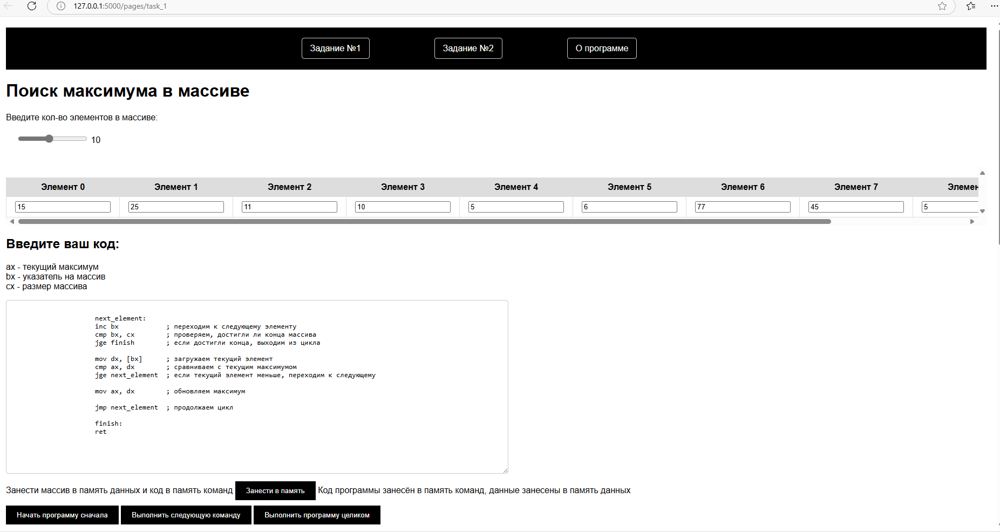 127.0.0.1:5000/pages/task_1
Задание №1 Задание №2 О программе
Поиск максимума в массиве
Введите кол-во элементов в массиве:
10
Элемент 0 Элемент 1 Элемент 2 Элемент 3 Элемент 4 Элемент 5 Элемент 6 Элемент 7 Элемен
15 25 11 10 5 6 77 45 5
Введите ваш код:
ax - текущий максимум
bx - указатель на массив
cx - размер массива
next_element:
inc bx ; переходим к следующему элементу
cmp bx, cx ; проверяем, достигли ли конца массива
jge finish ; если достигли конца, выходим из цикла
mov dx, [bx] ; загружаем текущий элемент
cmp ax, dx ; сравниваем с текущим максимумом
jge next_element ; если текущий элемент меньше, переходим к следующему
mov ax, dx ; обновляем максимум
jmp next_element ; продолжаем цикл
finish:
ret
Занести массив в память данных и код в память команд Занести в память Код программы занесён в память команд, данные занесены в память данных
Начать программу сначала Выполнить следующую команду Выполнить программу целиком